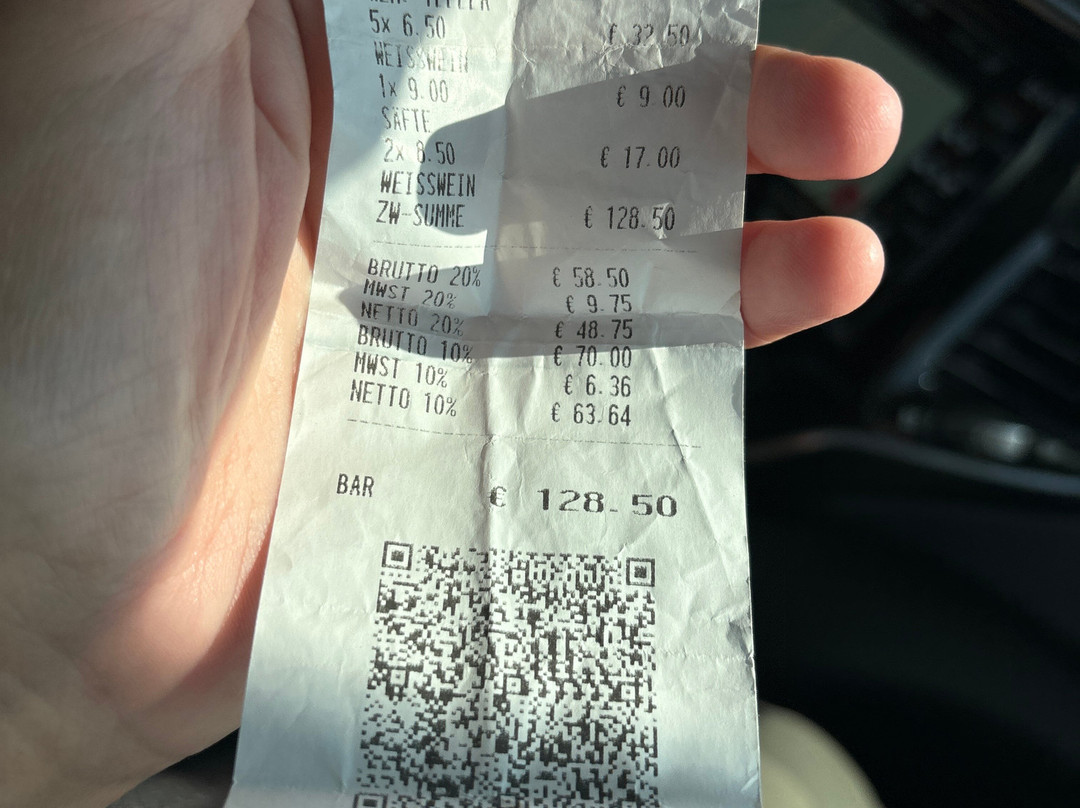 5x 6.50 € 32.50
WEISSWEIN
1x 9.00 € 9.00
SÄFTE
2x 8.50 € 17.00
WEISSWEIN
ZW-SUMME € 128.50
BRUTTO 20% € 58.50
MWST 20% € 9.75
NETTO 20% € 48.75
BRUTTO 10% € 70.00
MWST 10% € 6.36
NETTO 10% € 63.64
BAR € 128.50